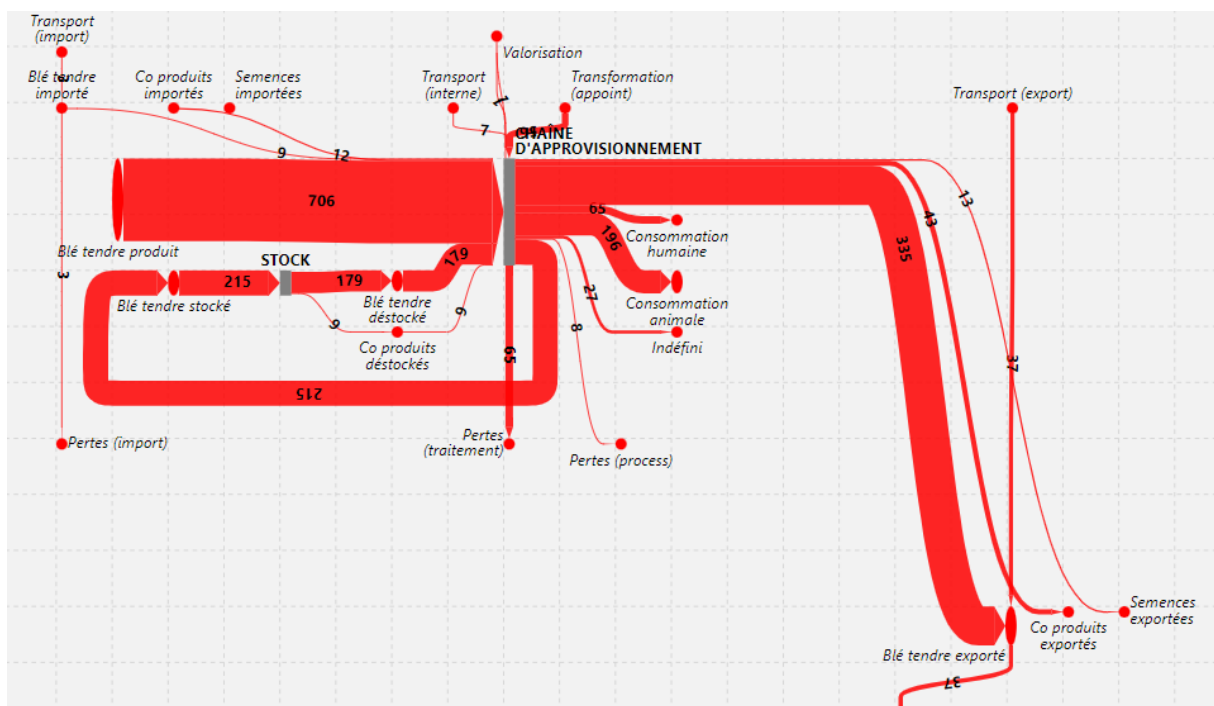 Transport
(import)
Valorisation
Blé tendre
importé
Co produits
importés
Semences
importées
Transport
(interne)
Transformation
(appoint)
Transport (export)
7
CHAÎNE
D'APPROVISIONNEMENT
9
12
706
65
196
43
13
335
Blé tendre produit
Consommation
humaine
STOCK
179
3
215
179
Blé tendre stocké
Blé tendre
déstocké
Consommation
animale
27
9
6
8
Co produits
déstockés
Indéfini
65
37
215
Pertes (import)
Pertes
(traitement)
Pertes (process)
Semences
exportées
Co produits
exportés
Blé tendre exporté
37